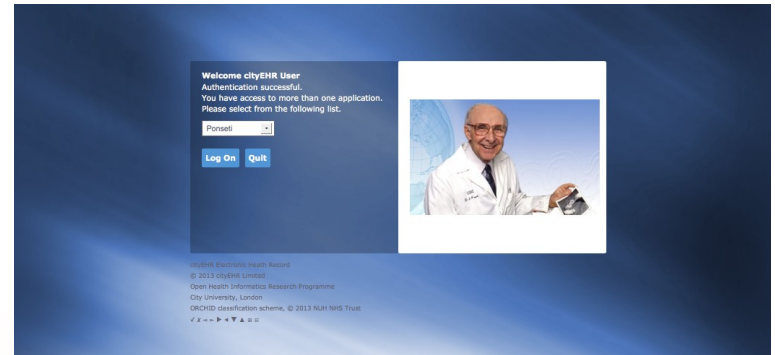 Welcome cityEHR User
Authentication successful.
You have access to more than one application.
Please select from the following list.
Ponseti
Log On Quit
cityEHR Electronic Health Record
© 2013 cityEHR Limited
Open Health Informatics Research Programme
City University, London
ORCHID classification scheme, © 2013 NUH NHS Trust